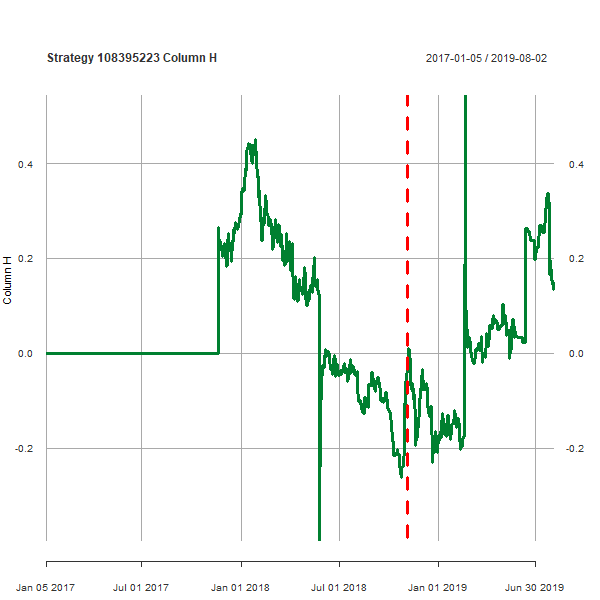 Strategy 108395223 Column H
2017-01-05 / 2019-08-02
Column H
0.4 0.4
0.2 0.2
0.0 0.0
-0.2 -0.2
Jan 05 2017 Jul 01 2017 Jan 01 2018 Jul 01 2018 Jan 01 2019 Jun 30 2019